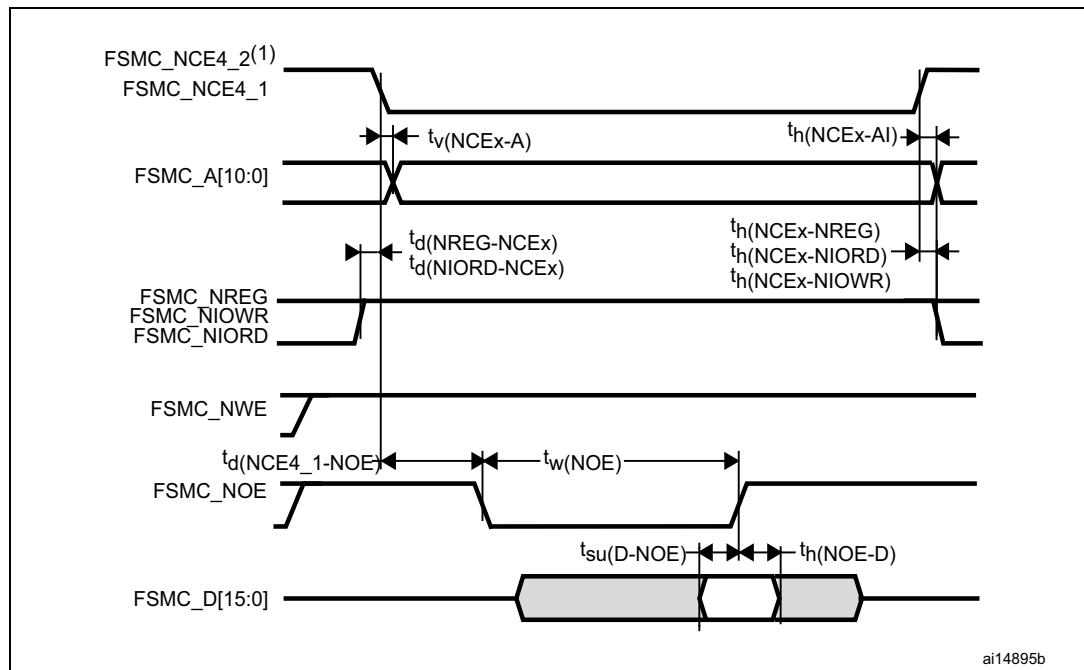 FSMC_NCE4_2(1)
FSMC_NCE4_1
tv(NCEx-A)
th(NCEx-AI)
FSMC_A[10:0]
td(NREG-NCEx)
td(NIORD-NCEx)
th(NCEx-NREG)
th(NCEx-NIORD)
th(NCEx-NIOWR)
FSMC_NREG
FSMC_NIOWR
FSMC_NIORD
FSMC_NWE
td(NCE4_1-NOE)
tw(NOE)
FSMC_NOE
tsu(D-NOE)
th(NOE-D)
FSMC_D[15:0]
ai14895b